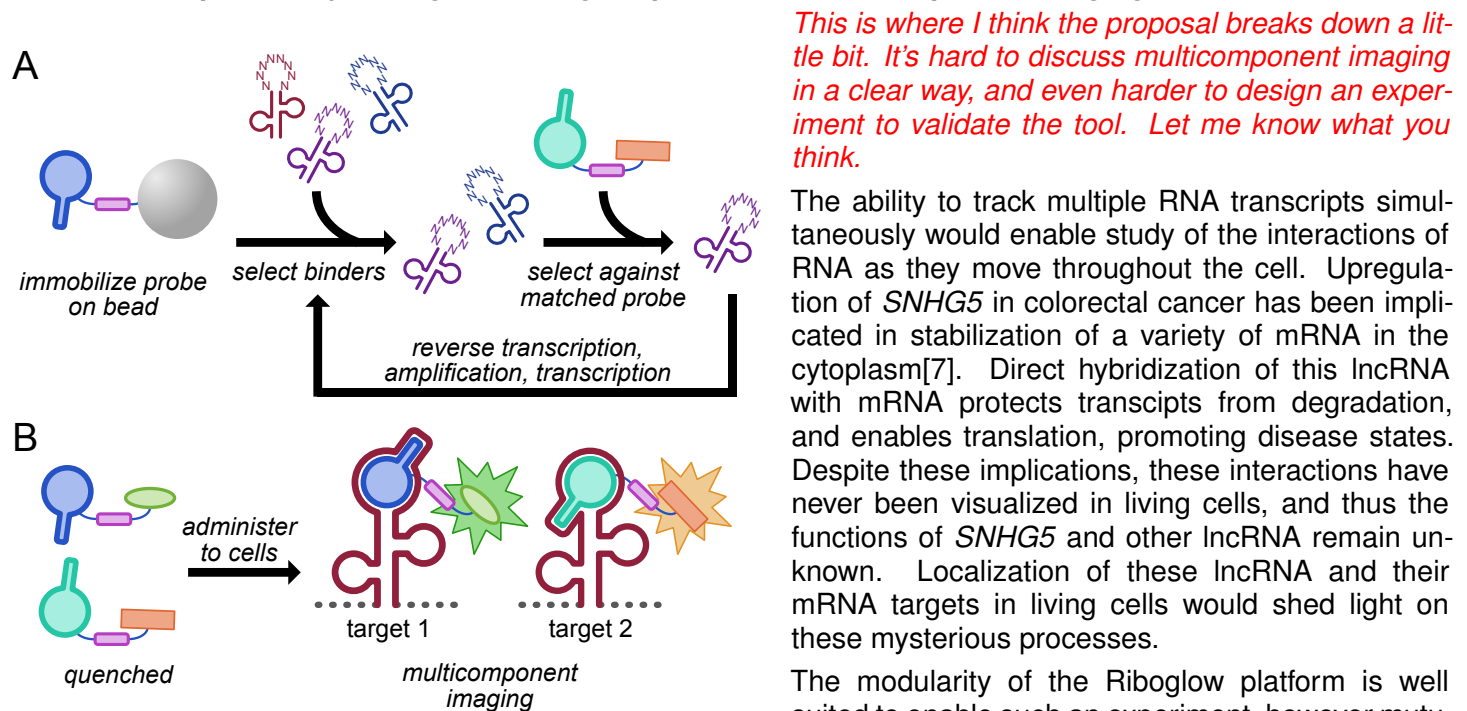 A
immobilize probe
on bead
select binders
select against
matched probe
reverse transcription,
amplification, transcription
B
administer
to cells
quenched
target 1
target 2
multicomponent
imaging
This is where I think the proposal breaks down a lit-
tle bit. It's hard to discuss multicomponent imaging
in a clear way, and even harder to design an exper-
iment to validate the tool. Let me know what you
think.
The ability to track multiple RNA transcripts simul-
taneously would enable study of the interactions of
RNA as they move throughout the cell. Upregula-
tion of SNHG5 in colorectal cancer has been impli-
cated in stabilization of a variety of mRNA in the
cytoplasm[7]. Direct hybridization of this lncRNA
with mRNA protects transcipts from degradation,
and enables translation, promoting disease states.
Despite these implications, these interactions have
never been visualized in living cells, and thus the
functions of SNHG5 and other lncRNA remain un-
known. Localization of these lncRNA and their
mRNA targets in living cells would shed light on
these mysterious processes.
The modularity of the Riboglow platform is well
suited to enable such an experiment, however mutu-